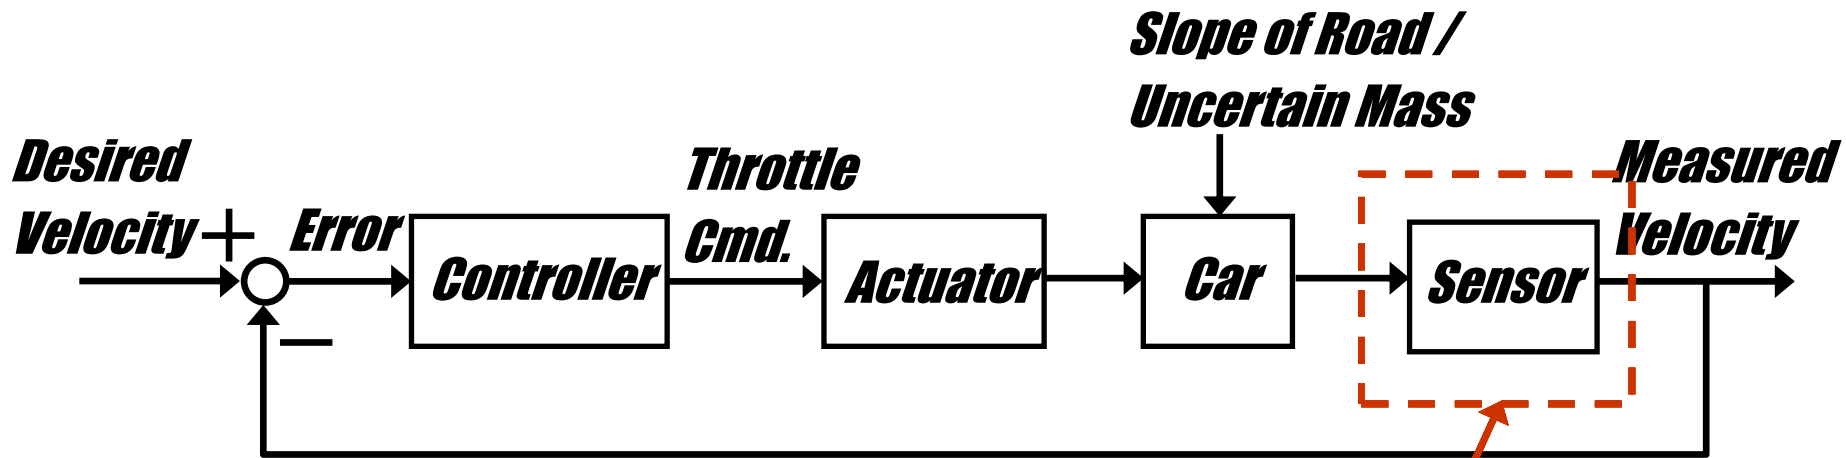 Slope of Road /
Uncertain Mass
Desired
Velocity
+
Error
Controller
Throttle
Cmd.
Actuator
Car
Sensor
Measured
Velocity
−